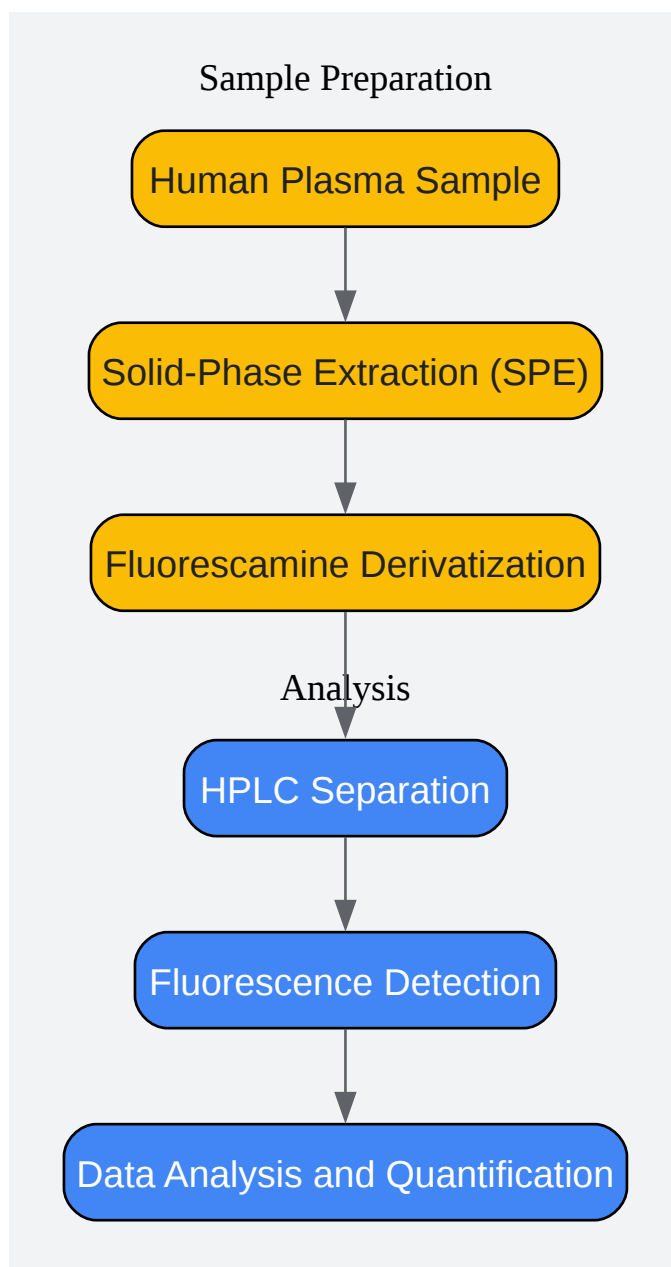 Sample Preparation
Human Plasma Sample
Solid-Phase Extraction (SPE)
Fluorescamine Derivatization
Analysis
HPLC Separation
Fluorescence Detection
Data Analysis and Quantification